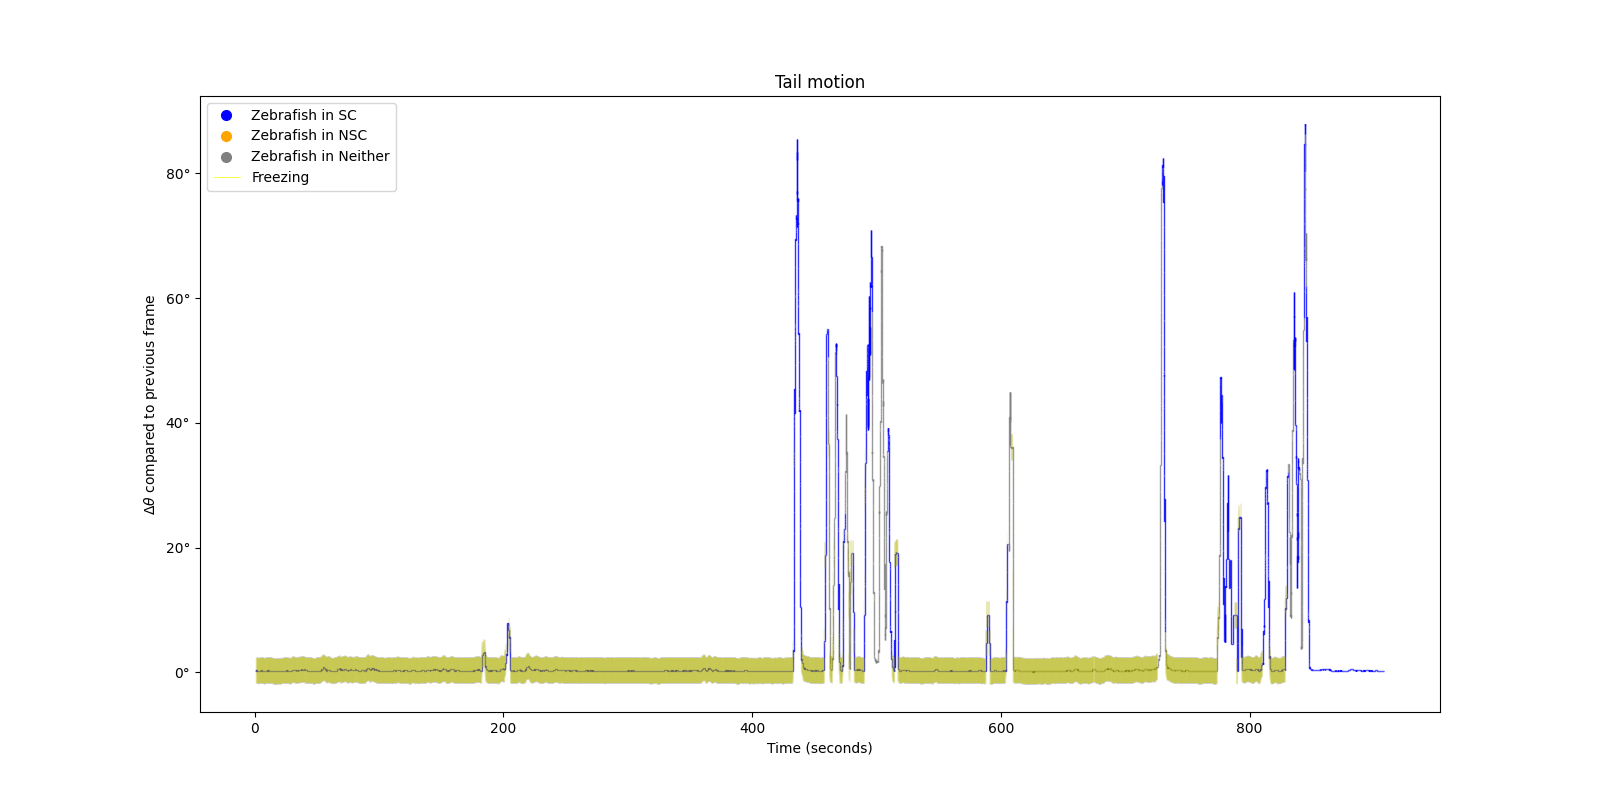 Tail motion
Zebrafish in SC
Zebrafish in NSC
Zebrafish in Neither
Freezing
80°
60°
40°
20°
0°
Δθ compared to previous frame
0 200 400 600 800
Time (seconds)